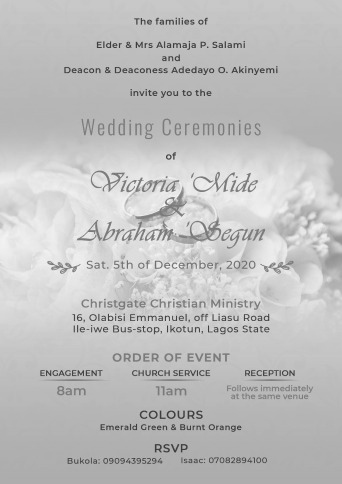 The families of
Elder & Mrs Alamaja P. Salami
and
Deacon & Deaconess Adedayo O. Akinyemi
invite you to the
Wedding Ceremonies
of
Victoria 'Mide
&
Abraham 'Segun
Sat. 5th of December, 2020
Christgate Christian Ministry
16, Olabisi Emmanuel, off Liasu Road
Ile-iwe Bus-stop, Ikotun, Lagos State
ORDER OF EVENT
ENGAGEMENT CHURCH SERVICE RECEPTION
8am 11am Follows immediately
at the same venue
COLOURS
Emerald Green & Burnt Orange
RSVP
Bukola: 09094395294 Isaac: 07082894100